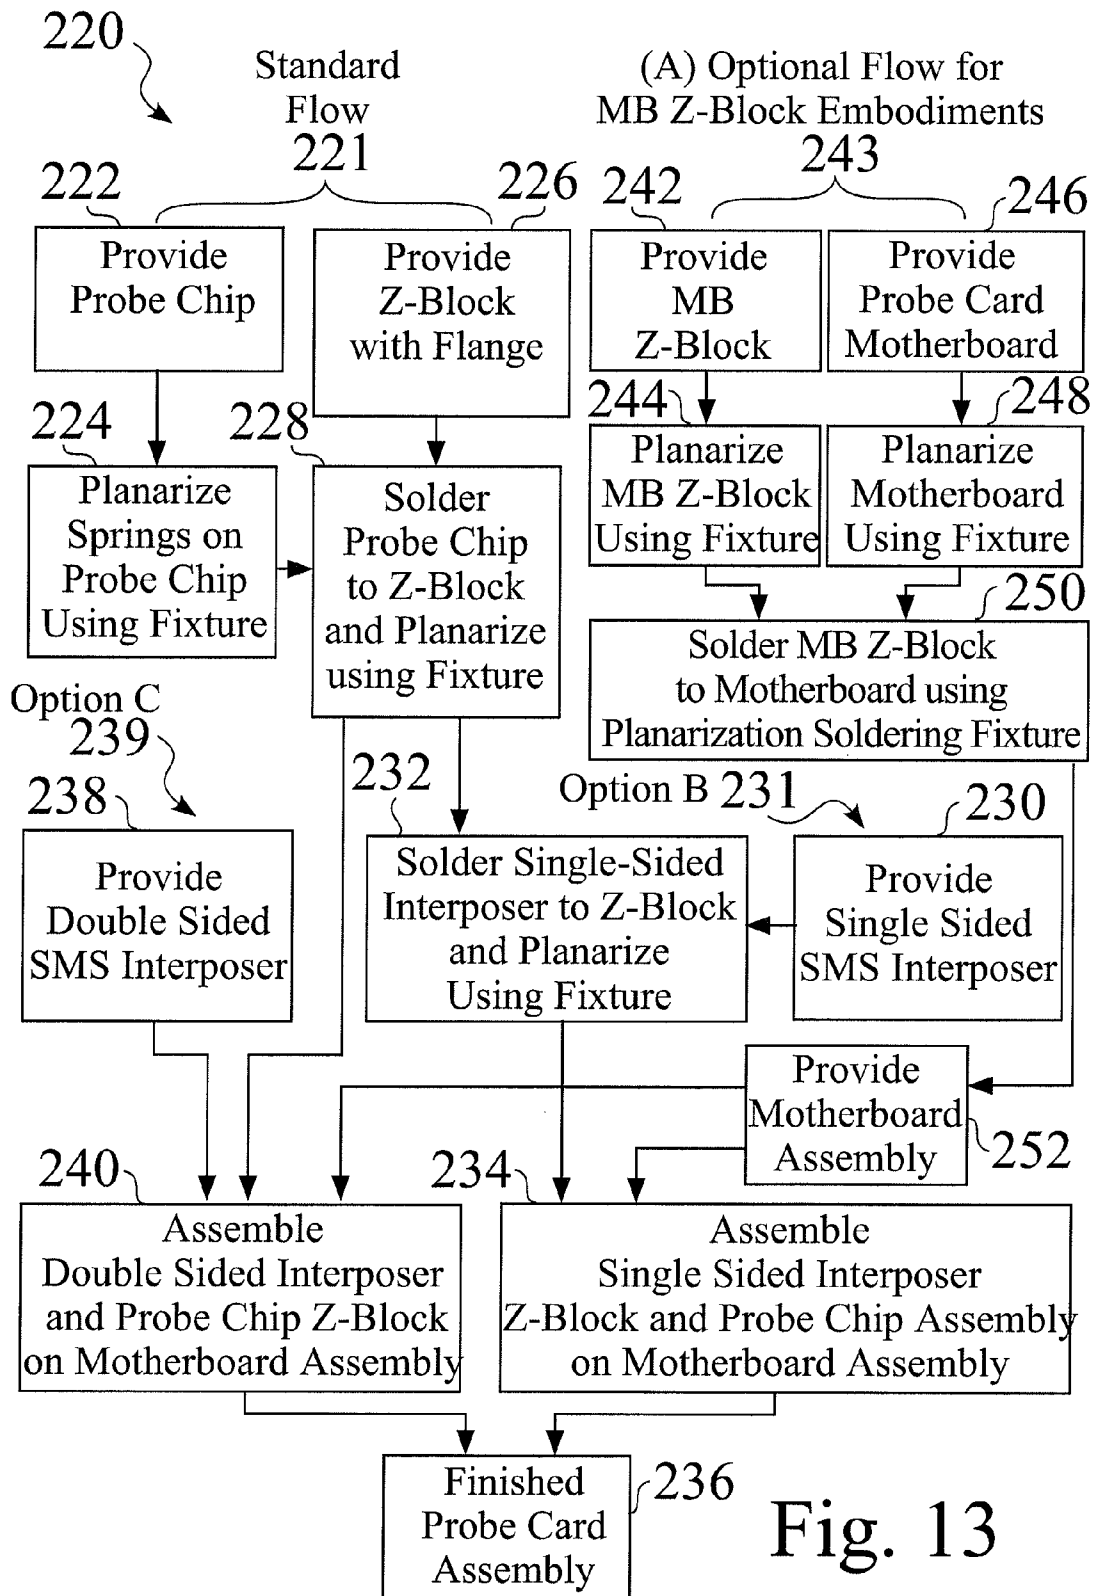 220
Standard
Flow
221
(A) Optional Flow for
MB Z-Block Embodiments
243
222
226
242
246
Provide
Probe Chip
Provide
Z-Block
with Flange
Provide
MB
Z-Block
Provide
Probe Card
Motherboard
224
228
244
248
Planarize
Springs on
Probe Chip
Using Fixture
Solder
Probe Chip
to Z-Block
and Planarize
using Fixture
Planarize
MB Z-Block
Using Fixture
Planarize
Motherboard
Using Fixture
250
Solder MB Z-Block
to Motherboard using
Planarization Soldering Fixture
Option C
239
238
232
Option B 231
230
Provide
Double Sided
SMS Interposer
Solder Single-Sided
Interposer to Z-Block
and Planarize
Using Fixture
Provide
Single Sided
SMS Interposer
Provide
Motherboard
Assembly
252
240
234
Assemble
Double Sided Interposer
and Probe Chip Z-Block
on Motherboard Assembly
Assemble
Single Sided Interposer
Z-Block and Probe Chip Assembly
on Motherboard Assembly
Finished
Probe Card
Assembly
236
Fig. 13